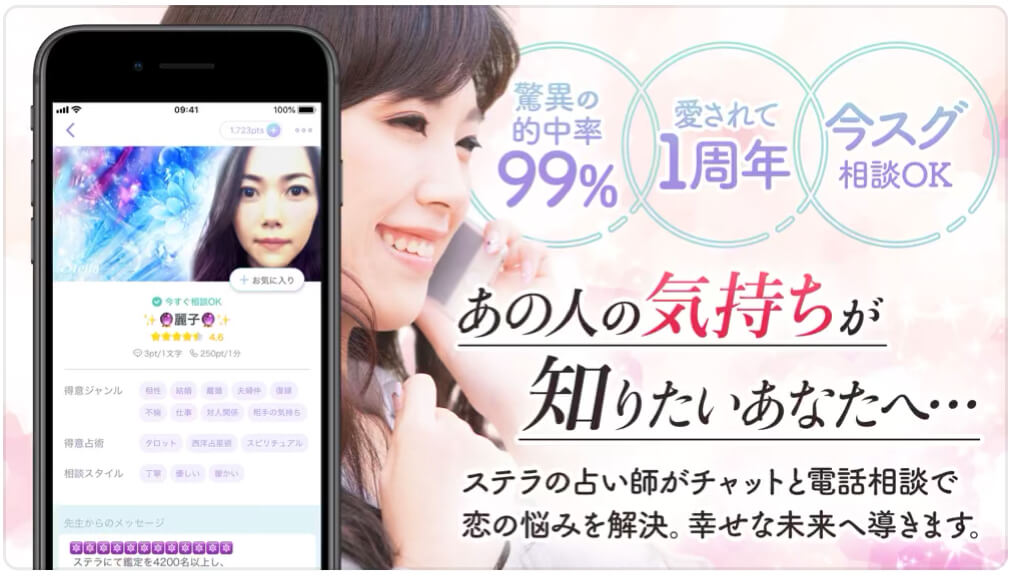 09:41
100%
1,723pts
Stella
お気に入り
今すぐ相談OK
麗子
4.6
3pt/1文字 250pt/1分
得意ジャンル 相性 結婚 離婚 夫婦仲 復縁
不倫 仕事 対人関係 相手の気持ち
得意占術 タロット 西洋占星術 スピリチュアル
相談スタイル 丁寧 優しい 暖かい
先生からのメッセージ
ステラにて鑑定を4200名以上し、
驚異の
的中率
99%
愛されて
1周年
今スグ
相談OK
あの人の気持ちが
知りたいあなたへ…
ステラの占い師がチャットと電話相談で
恋の悩みを解決。幸せな未来へ導きます。